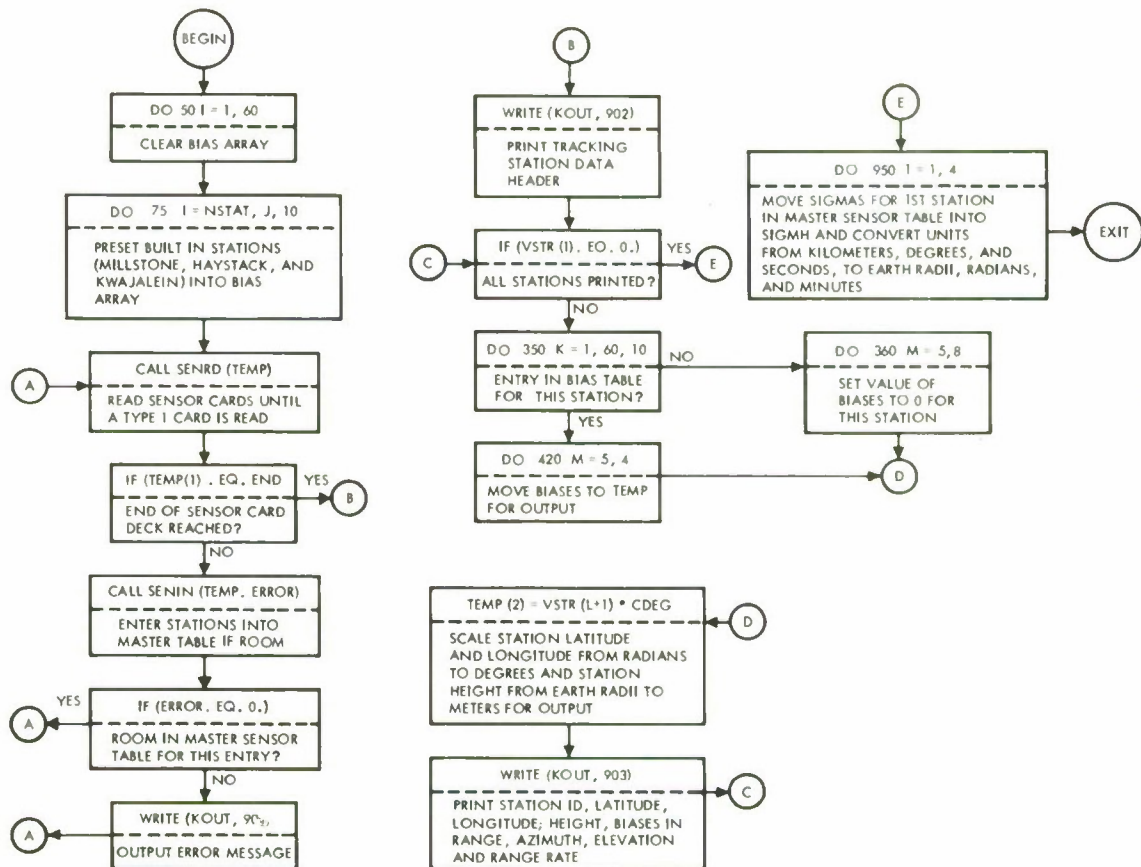 BEGIN
DO 50 I = 1, 60
CLEAR BIAS ARRAY
DO 75 I = NSTAT, J, 10
PRESET BUILT IN STATIONS
(MILLSTONE, HAYSTACK, AND
KWAJALEIN) INTO BIAS
ARRAY
A
CALL SENRD (TEMP)
READ SENSOR CARDS UNTIL
A TYPE 1 CARD IS READ
IF (TEMP(1) . EQ. END
END OF SENSOR CARD
DECK REACHED?
YES
B
NO
CALL SENIN (TEMP. ERROR)
ENTER STATIONS INTO
MASTER TABLE IF ROOM
YES
A
IF (ERROR. EQ. 0.)
ROOM IN MASTER SENSOR
TABLE FOR THIS ENTRY?
NO
A
WRITE (KOUT,
OUTPUT ERROR MESSAGE
B
WRITE (KOUT, 902)
PRINT TRACKING
STATION DATA
HEADER
C
IF (VSTR (1). EQ. 0.)
ALL STATIONS PRINTED?
YES
E
NO
DO 350 K = 1, 60, 10
ENTRY IN BIAS TABLE
FOR THIS STATION?
NO
YES
DO 360 M = 5,8
SET VALUE OF
BIASES TO 0 FOR
THIS STATION
DO 420 M = 5, 4
MOVE BIASES TO TEMP
FOR OUTPUT
D
TEMP (2) = VSTR (L+1) * CDEG
SCALE STATION LATITUDE
AND LONGITUDE FROM RADIANS
TO DEGREES AND STATION
HEIGHT FROM EARTH RADII TO
METERS FOR OUTPUT
D
WRITE (KOUT, 903)
PRINT STATION ID, LATITUDE,
LONGITUDE; HEIGHT, BIASES IN
RANGE, AZIMUTH, ELEVATION
AND RANGE RATE
C
E
DO 950 I = 1, 4
MOVE SIGMAS FOR 1ST STATION
IN MASTER SENSOR TABLE INTO
SIGMH AND CONVERT UNITS
FROM KILOMETERS, DEGREES, AND
SECONDS, TO EARTH RADII, RADIANS,
AND MINUTES
EXIT